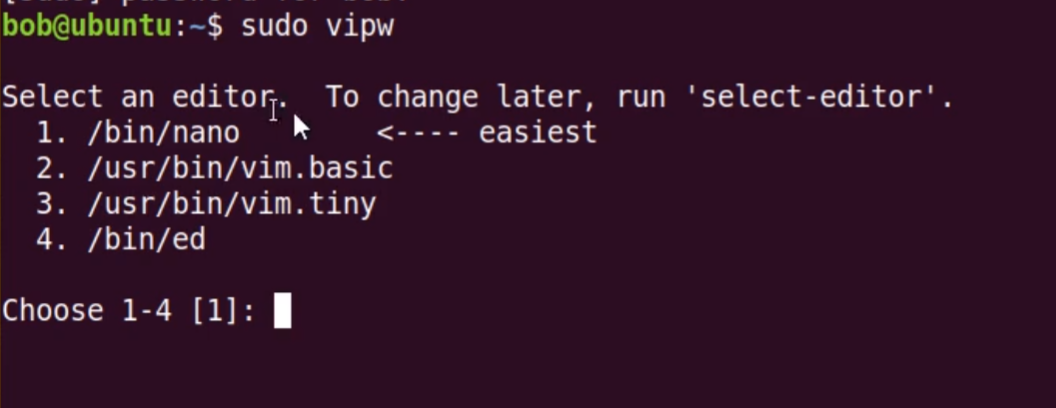 bob@ubuntu:~$ sudo vipw
Select an editor.  To change later, run 'select-editor'.
  1. /bin/nano        <---- easiest
  2. /usr/bin/vim.basic
  3. /usr/bin/vim.tiny
  4. /bin/ed
Choose 1-4 [1]: